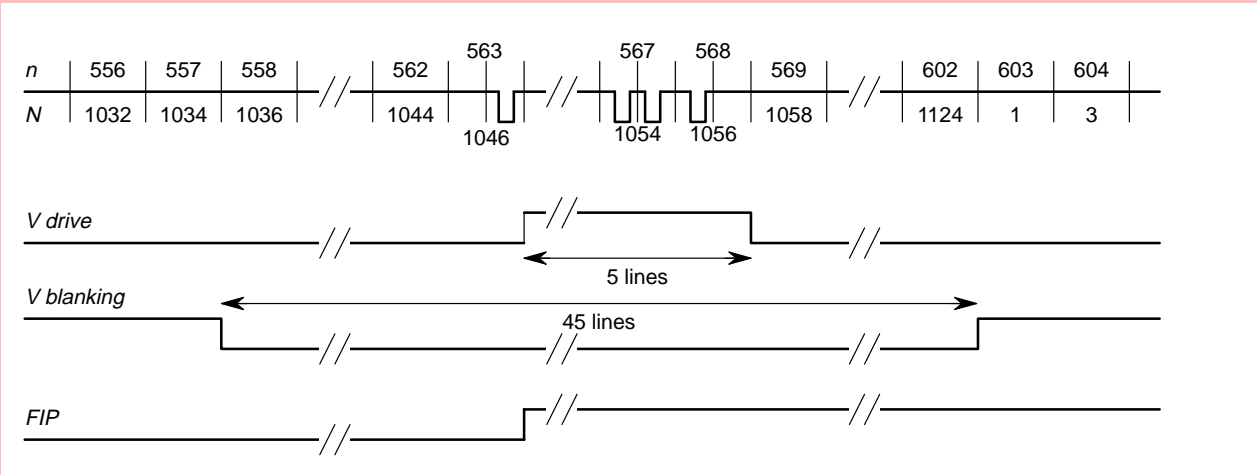 563 567 568
n 556 557 558 562 569 602 603 604
N 1032 1034 1036 1044 1058 1124 1 3
1046 1054 1056
V drive
5 lines
V blanking
45 lines
FIP